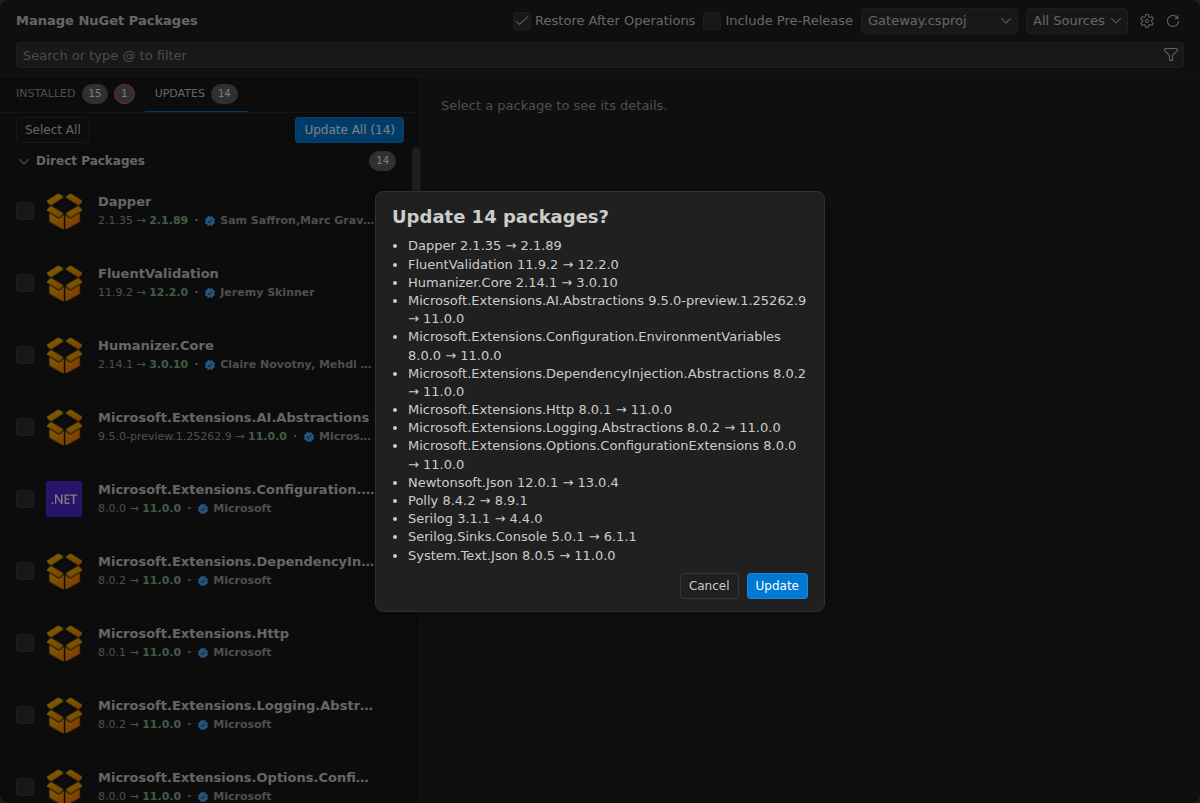 Manage NuGet Packages
Restore After Operations
Include Pre-Release
Gateway.csproj
All Sources
Search or type @ to filter
INSTALLED 15 1 UPDATES 14
Select a package to see its details.
Select All
Update All (14)
Direct Packages 14
Dapper
2.1.35 → 2.1.89 · Sam Saffron,Marc Grav…
FluentValidation
11.9.2 → 12.2.0 · Jeremy Skinner
Humanizer.Core
2.14.1 → 3.0.10 · Claire Novotny, Mehdi …
Microsoft.Extensions.AI.Abstractions
9.5.0-preview.1.25262.9 → 11.0.0 · Micros…
.NET
Microsoft.Extensions.Configuration.…
8.0.0 → 11.0.0 · Microsoft
Microsoft.Extensions.DependencyIn…
8.0.2 → 11.0.0 · Microsoft
Microsoft.Extensions.Http
8.0.1 → 11.0.0 · Microsoft
Microsoft.Extensions.Logging.Abstr…
8.0.2 → 11.0.0 · Microsoft
Microsoft.Extensions.Options.Confi…
8.0.0 → 11.0.0 · Microsoft
Update 14 packages?
• Dapper 2.1.35 → 2.1.89
• FluentValidation 11.9.2 → 12.2.0
• Humanizer.Core 2.14.1 → 3.0.10
• Microsoft.Extensions.AI.Abstractions 9.5.0-preview.1.25262.9
→ 11.0.0
• Microsoft.Extensions.Configuration.EnvironmentVariables
8.0.0 → 11.0.0
• Microsoft.Extensions.DependencyInjection.Abstractions 8.0.2
→ 11.0.0
• Microsoft.Extensions.Http 8.0.1 → 11.0.0
• Microsoft.Extensions.Logging.Abstractions 8.0.2 → 11.0.0
• Microsoft.Extensions.Options.ConfigurationExtensions 8.0.0
→ 11.0.0
• Newtonsoft.Json 12.0.1 → 13.0.4
• Polly 8.4.2 → 8.9.1
• Serilog 3.1.1 → 4.4.0
• Serilog.Sinks.Console 5.0.1 → 6.1.1
• System.Text.Json 8.0.5 → 11.0.0
Cancel
Update